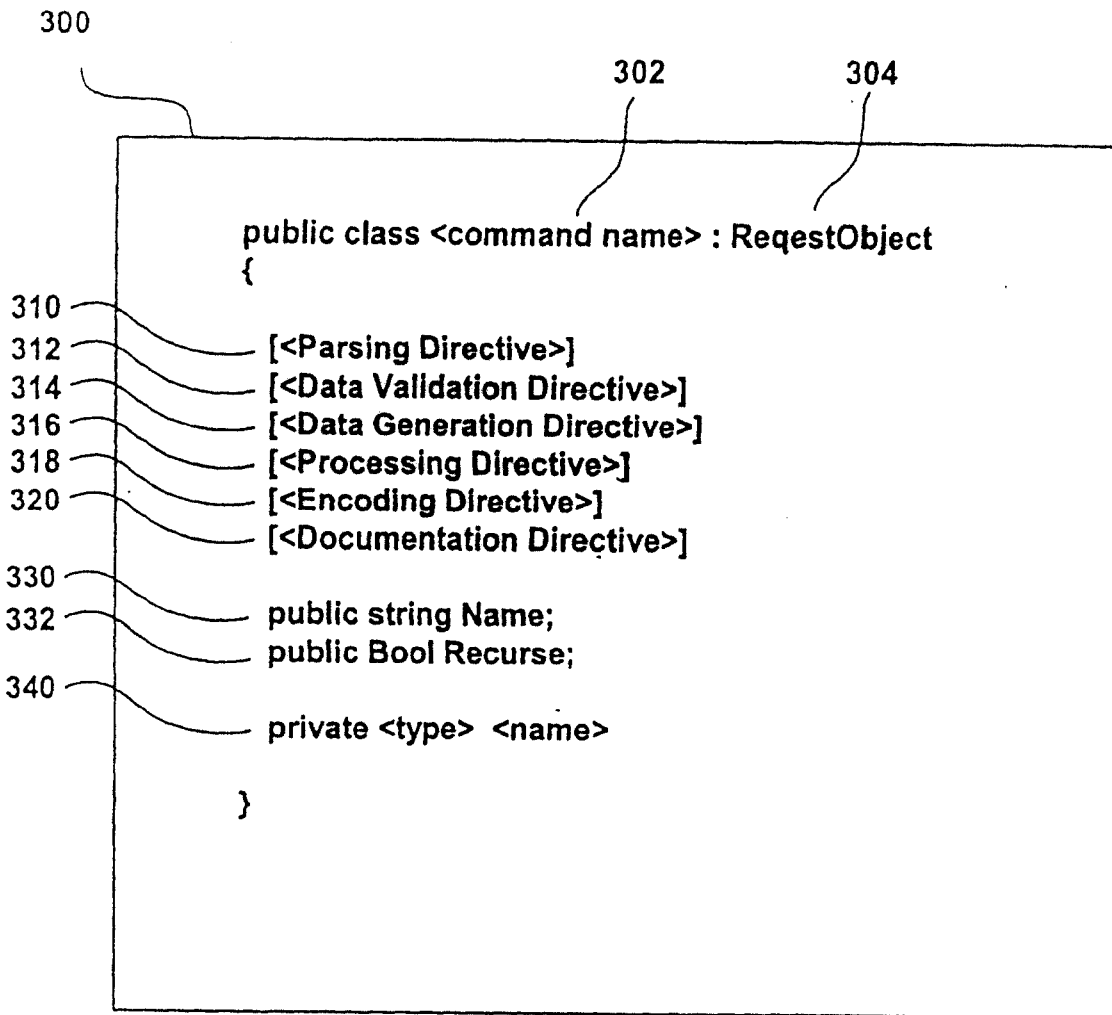 300
302 304
public class <command name> : ReqestObject
{
310 [<Parsing Directive>]
312 [<Data Validation Directive>]
314 [<Data Generation Directive>]
316 [<Processing Directive>]
318 [<Encoding Directive>]
320 [<Documentation Directive>]
330 public string Name;
332 public Bool Recurse;
340 private <type> <name>
}